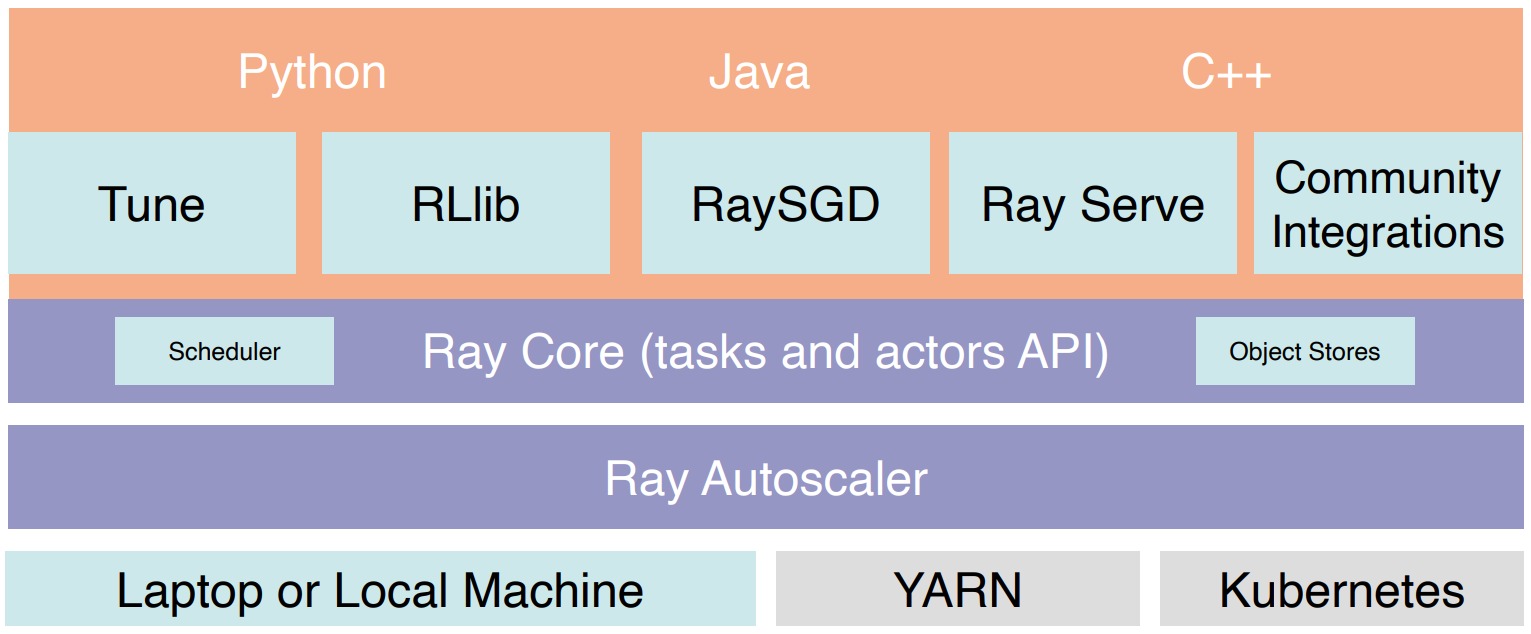 Python Java C++
Tune RLlib RaySGD Ray Serve Community
Integrations
Scheduler Ray Core (tasks and actors API) Object Stores
Ray Autoscaler
Laptop or Local Machine YARN Kubernetes